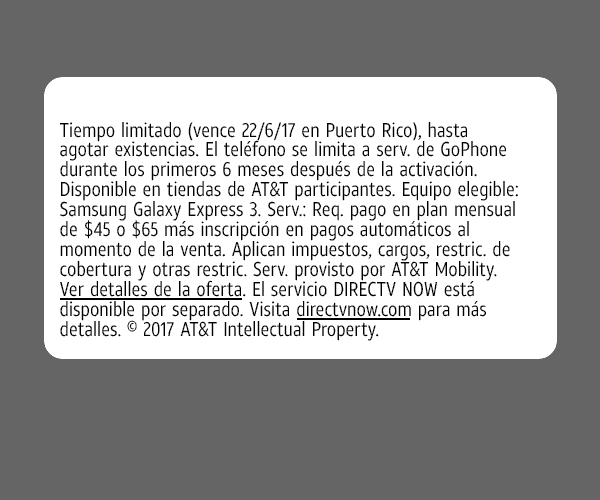 Tiempo limitado (vence 22/6/17 en Puerto Rico), hasta
agotar existencias. El teléfono se limita a serv. de GoPhone
durante los primeros 6 meses después de la activación.
Disponible en tiendas de AT&T participantes. Equipo elegible:
Samsung Galaxy Express 3. Serv.: Req. pago en plan mensual
de $45 o $65 más inscripción en pagos automáticos al
momento de la venta. Aplican impuestos, cargos, restric. de
cobertura y otras restric. Serv. provisto por AT&T Mobility.
Ver detalles de la oferta. El servicio DIRECTV NOW está
disponible por separado. Visita directvnow.com para más
detalles. © 2017 AT&T Intellectual Property.